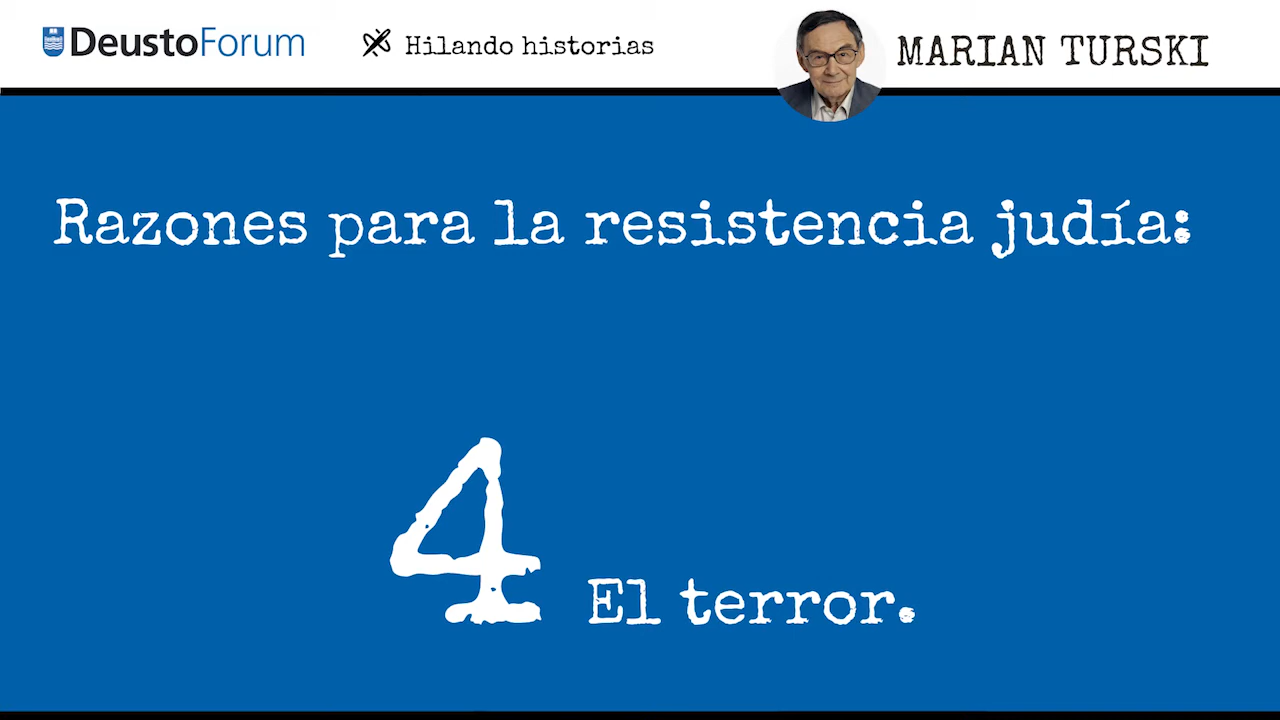 DeustoForum
Hilando historias
MARIAN TURSKI
Razones para la resistencia judía:
4 El terror.